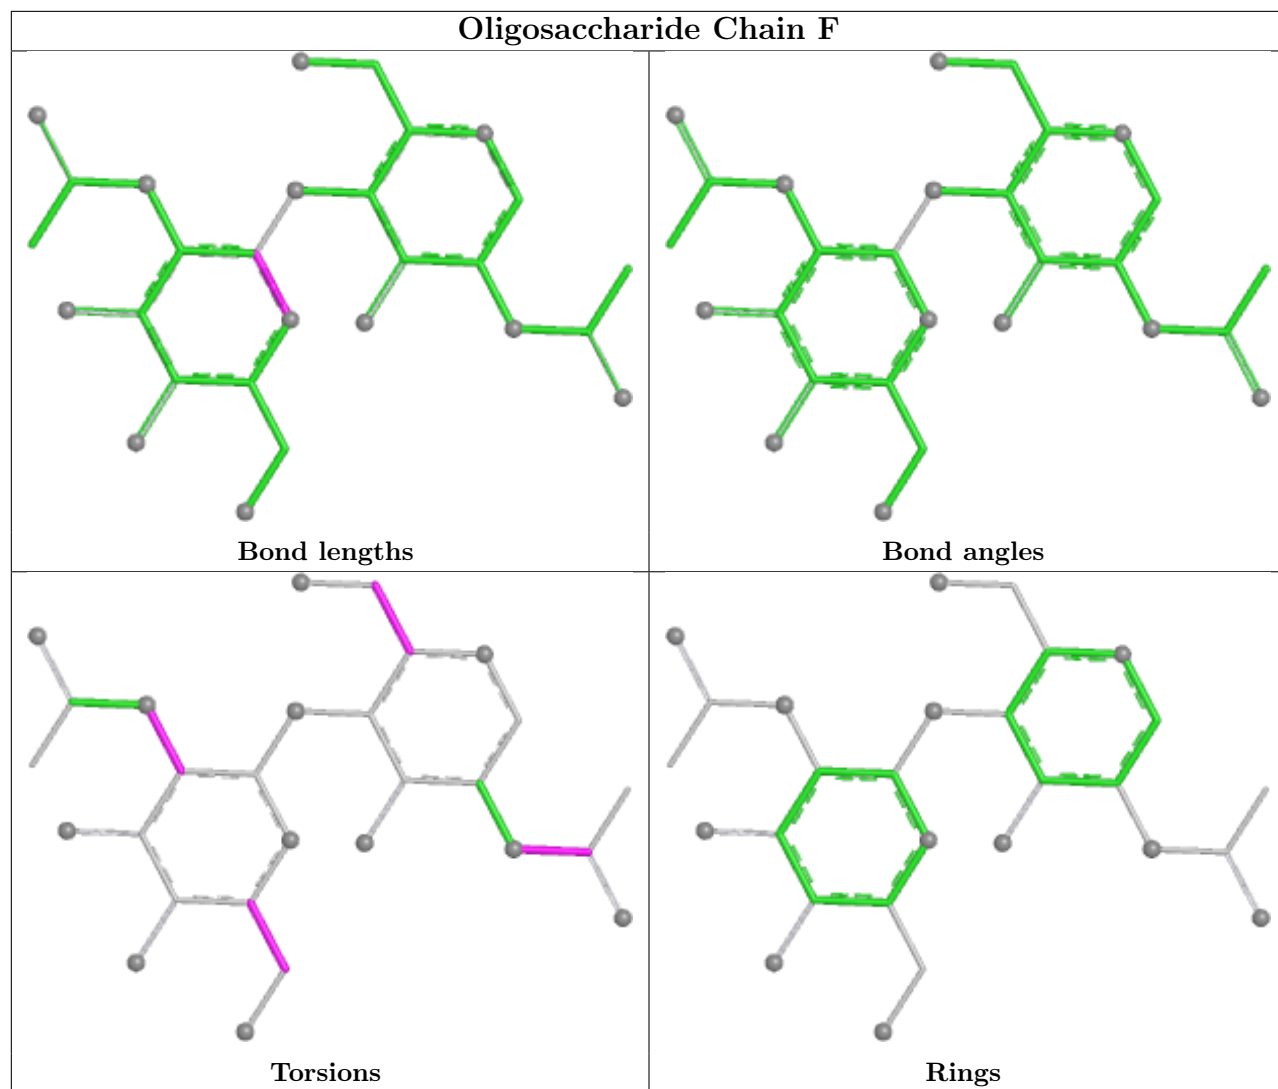 Oligosaccharide Chain F
Bond lengths
Bond angles
Torsions
Rings